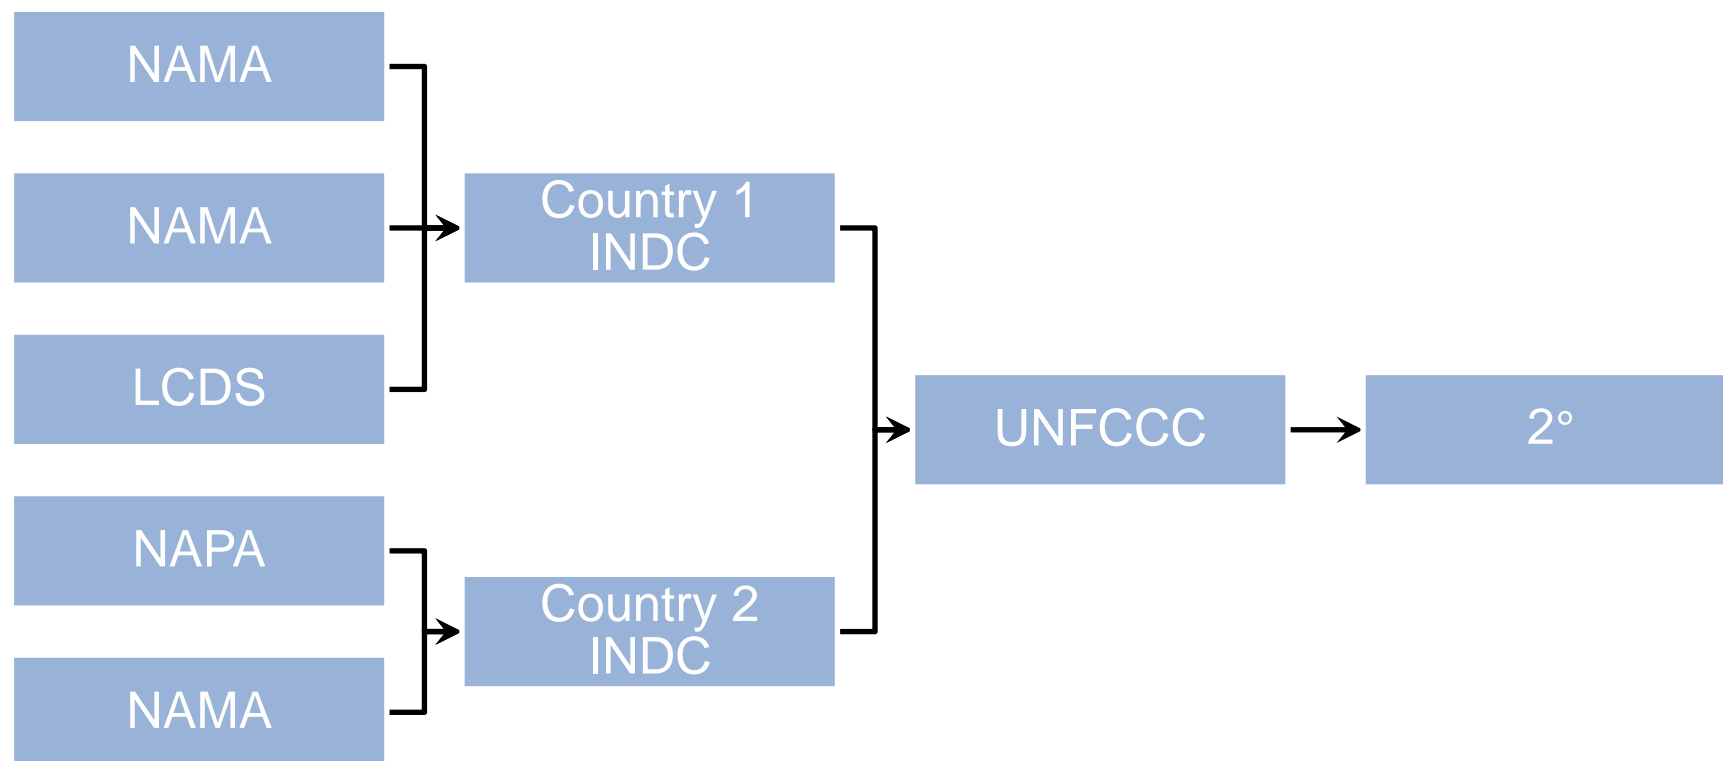 NAMA
NAMA
LCDS
NAPA
NAMA
Country 1
INDC
Country 2
INDC
UNFCCC
2°